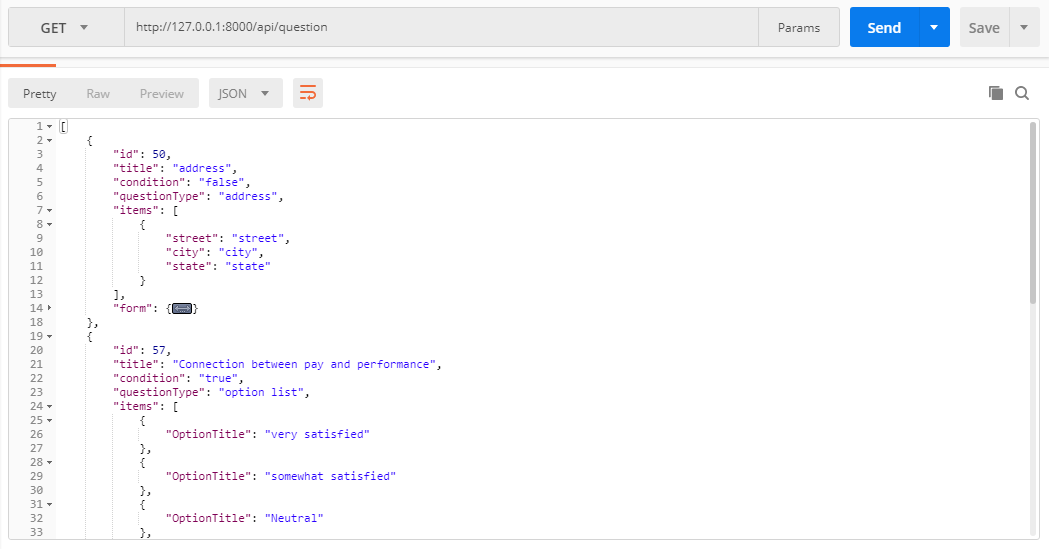 GET http://127.0.0.1:8000/api/question Params Send Save
Pretty Raw Preview JSON
1 [
2 {
3 "id": 50,
4 "title": "address",
5 "condition": "false",
6 "questionType": "address",
7 "items": [
8 {
9 "street": "street",
10 "city": "city",
11 "state": "state"
12 }
13 ],
14 "form": {↔}
18 },
19 {
20 "id": 57,
21 "title": "Connection between pay and performance",
22 "condition": "true",
23 "questionType": "option list",
24 "items": [
25 {
26 "OptionTitle": "very satisfied"
27 },
28 {
29 "OptionTitle": "somewhat satisfied"
30 },
31 {
32 "OptionTitle": "Neutral"
33 },